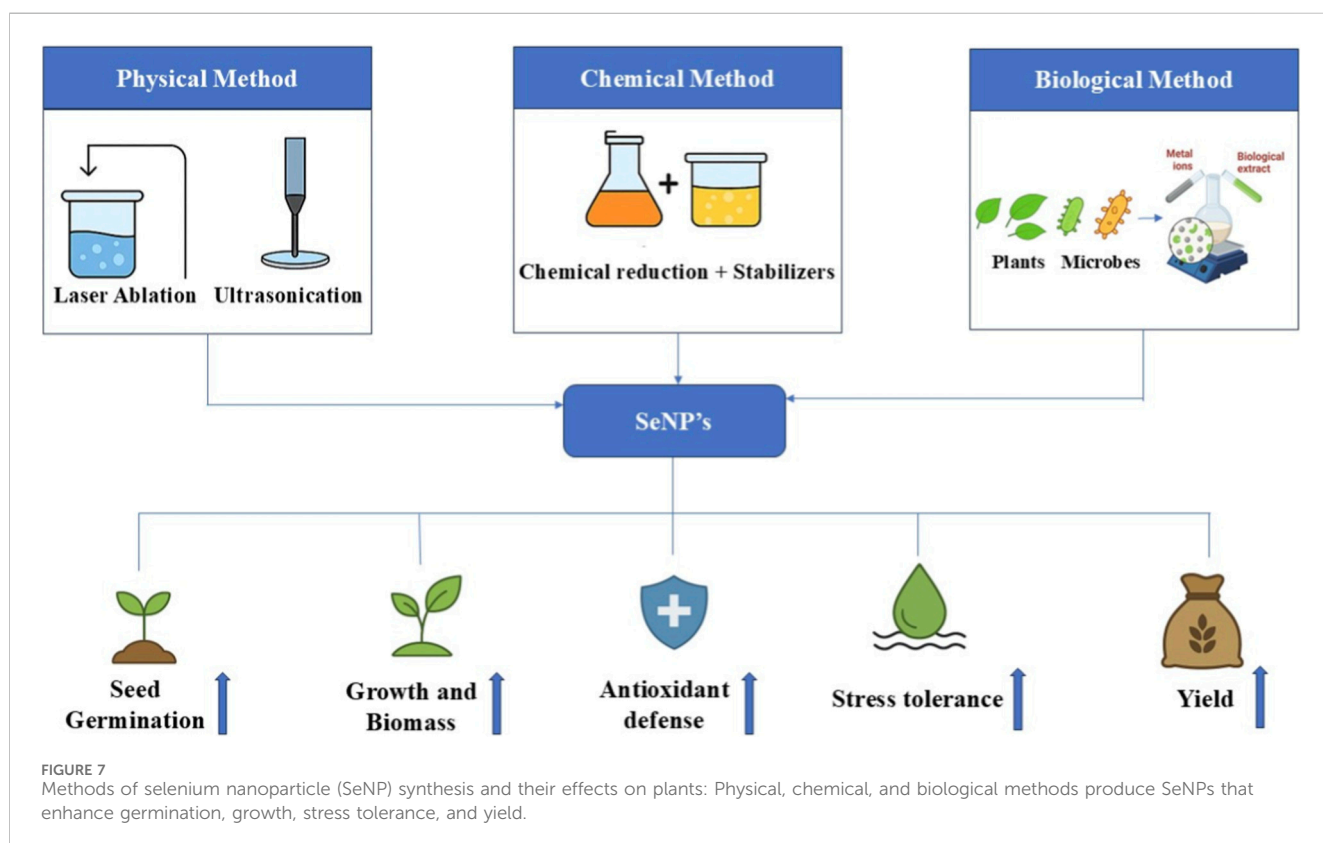 Physical Method
Laser Ablation
Ultrasonication
Chemical Method
+
Chemical reduction + Stabilizers
Biological Method
Metal
ions
Biological
extract
Plants
Microbes
SeNP’s
Seed
Germination
Growth and
Biomass
Antioxidant
defense
Stress tolerance
Yield
FIGURE 7
Methods of selenium nanoparticle (SeNP) synthesis and their effects on plants: Physical, chemical, and biological methods produce SeNPs that
enhance germination, growth, stress tolerance, and yield.